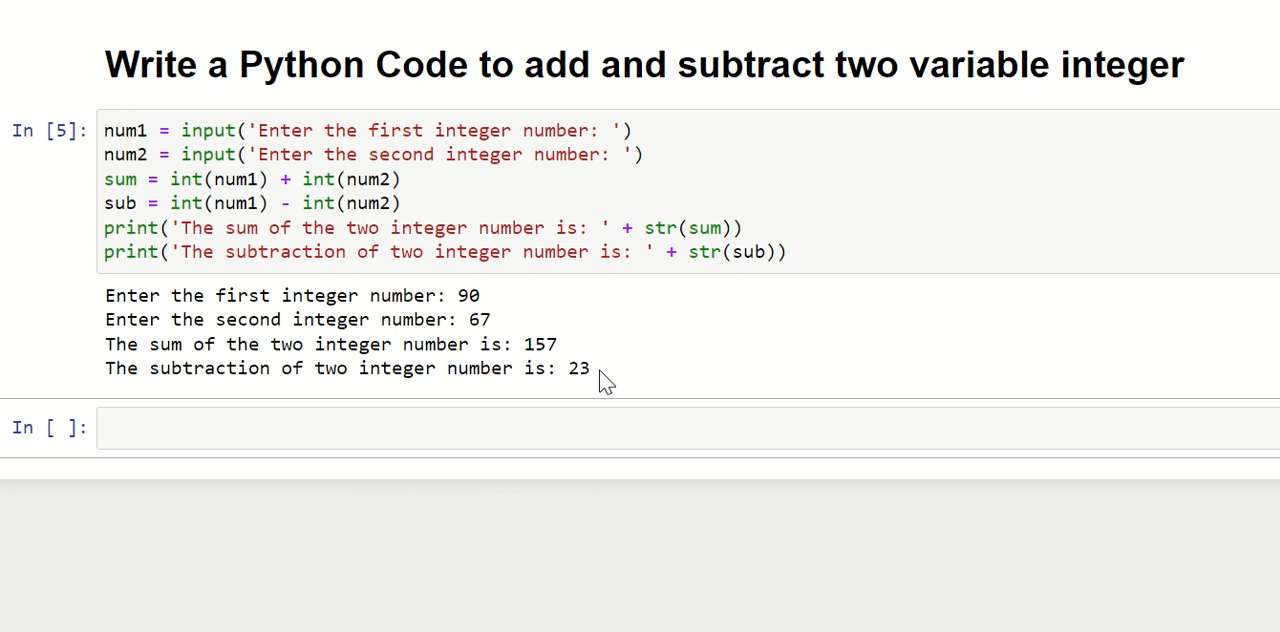 Write a Python Code to add and subtract two variable integer
In [5]:
num1 = input('Enter the first integer number: ')
num2 = input('Enter the second integer number: ')
sum = int(num1) + int(num2)
sub = int(num1) - int(num2)
print('The sum of the two integer number is: ' + str(sum))
print('The subtraction of two integer number is: ' + str(sub))
Enter the first integer number: 90
Enter the second integer number: 67
The sum of the two integer number is: 157
The subtraction of two integer number is: 23
In [ ]: